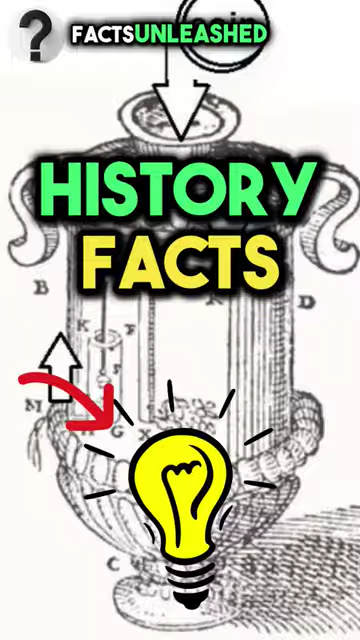 FACTSUNLEASHED
HISTORY
FACTS
B
D
K F
F
M
G X
C